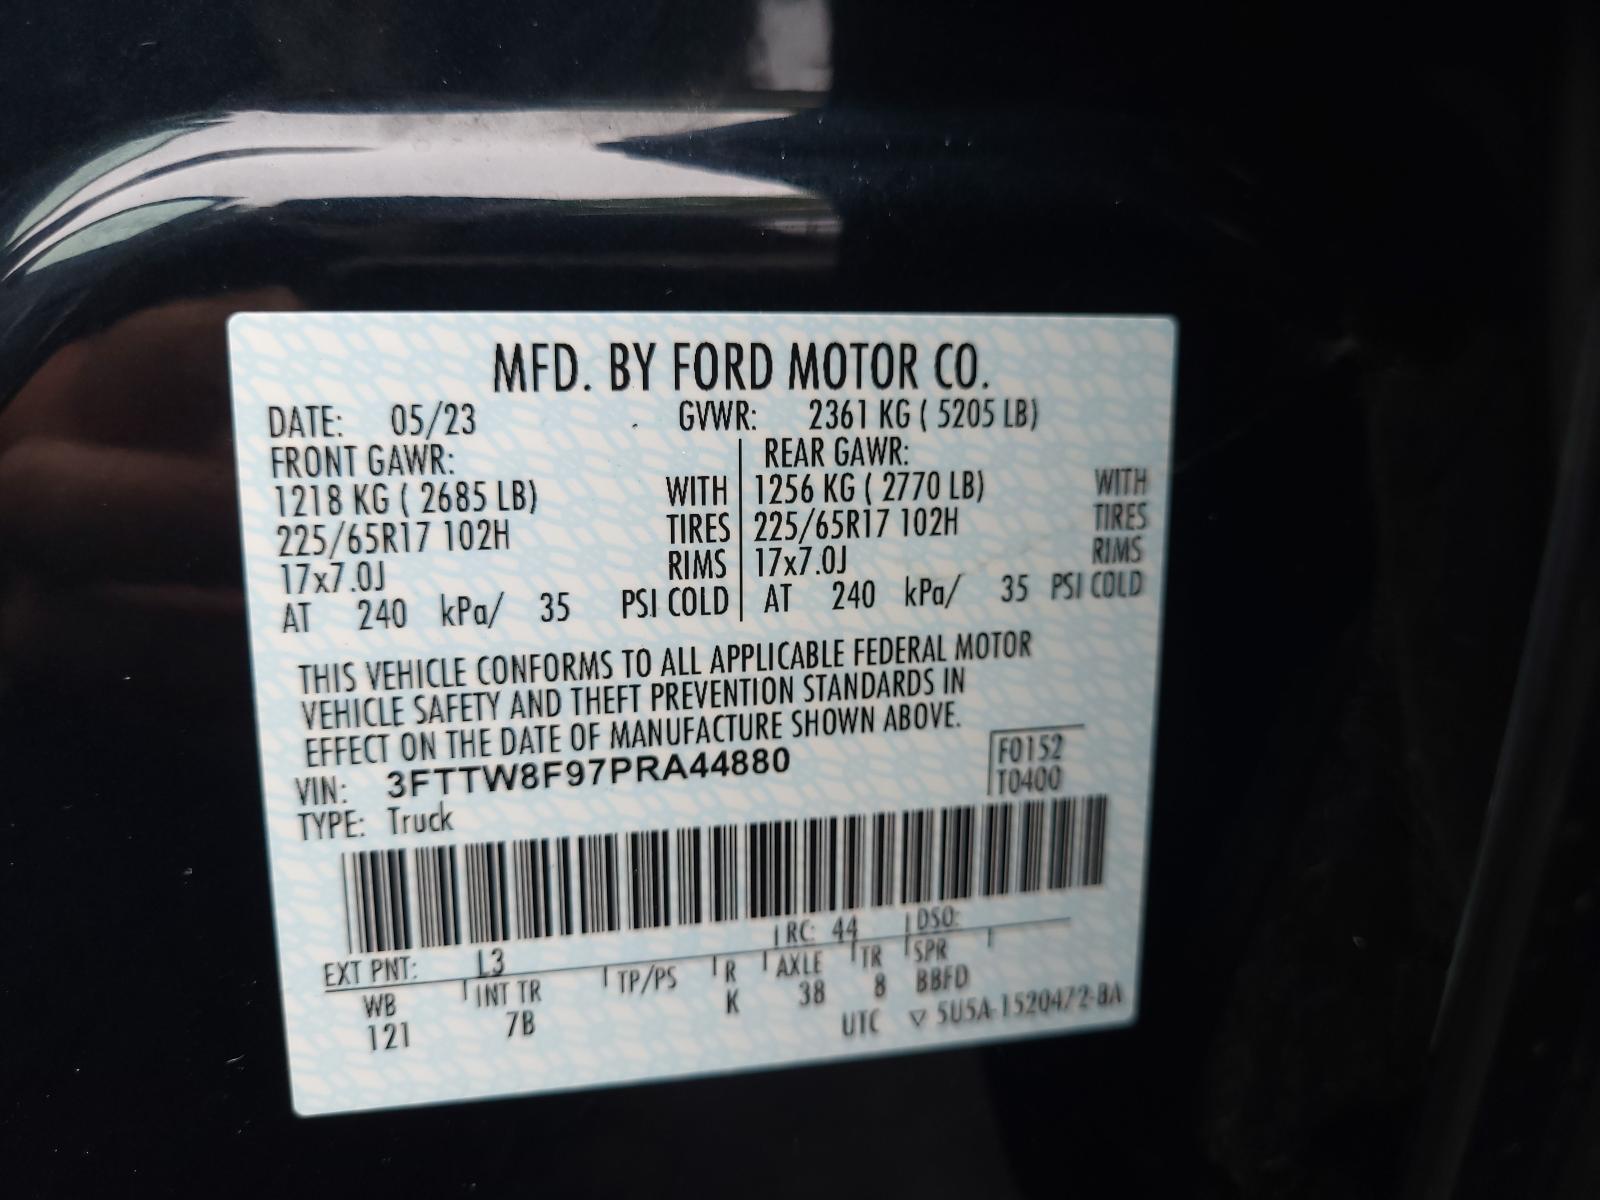 MFD. BY FORD MOTOR CO.
DATE: 05/23 GVWR: 2361 KG ( 5205 LB)
FRONT GAWR: REAR GAWR:
1218 KG ( 2685 LB) WITH 1256 KG ( 2770 LB) WITH
225/65R17 102H TIRES 225/65R17 102H TIRES
17x7.0J RIMS 17x7.0J RIMS
AT 240 kPa/ 35 PSI COLD AT 240 kPa/ 35 PSI COLD
THIS VEHICLE CONFORMS TO ALL APPLICABLE FEDERAL MOTOR
VEHICLE SAFETY AND THEFT PREVENTION STANDARDS IN
EFFECT ON THE DATE OF MANUFACTURE SHOWN ABOVE.
VIN: 3FTTW8F97PRA44880 F0152
TYPE: Truck T0400
EXT PNT: L3 RC: 44 DSO:
WB INT TR TP/PS R AXLE TR SPR
121 7B K 38 8 BBFD
UTC ▽ 5U5A-1520472-BA